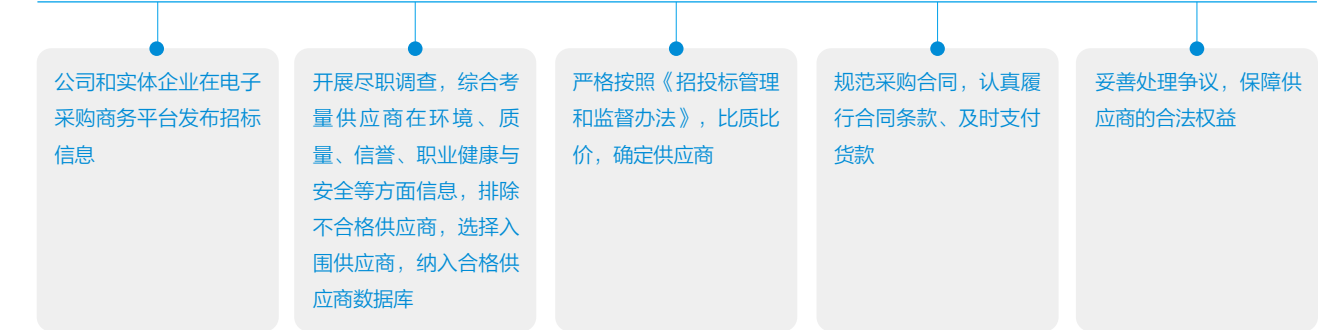 公司和实体企业在电子
采购商务平台发布招标
信息
开展尽职调查，综合考
量供应商在环境、质
量、信誉、职业健康与
安全等方面信息，排除
不合格供应商，选择入
围供应商，纳入合格供
应商数据库
严格按照《招投标管理
和监督办法》，比质比
价，确定供应商
规范采购合同，认真履
行合同条款、及时支付
货款
妥善处理争议，保障供
应商的合法权益